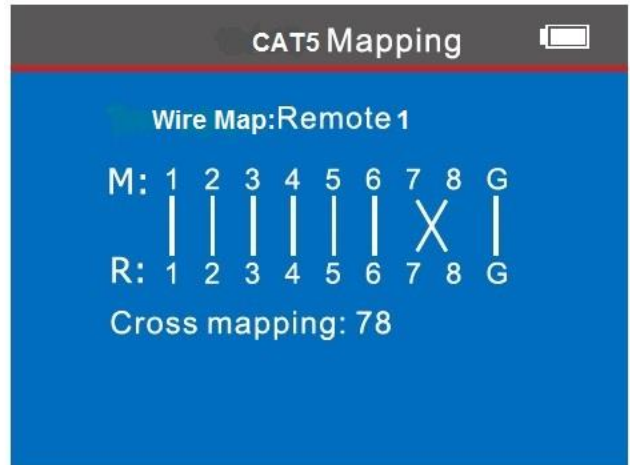 CAT5 Mapping
Wire Map:Remote 1
M: 1 2 3 4 5 6 7 8 G
R: 1 2 3 4 5 6 7 8 G
Cross mapping: 78